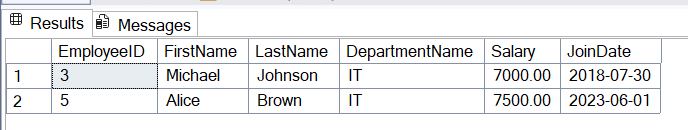 Results Messages
EmployeeID FirstName LastName DepartmentName Salary JoinDate
1 3 Michael Johnson IT 7000.00 2018-07-30
2 5 Alice Brown IT 7500.00 2023-06-01